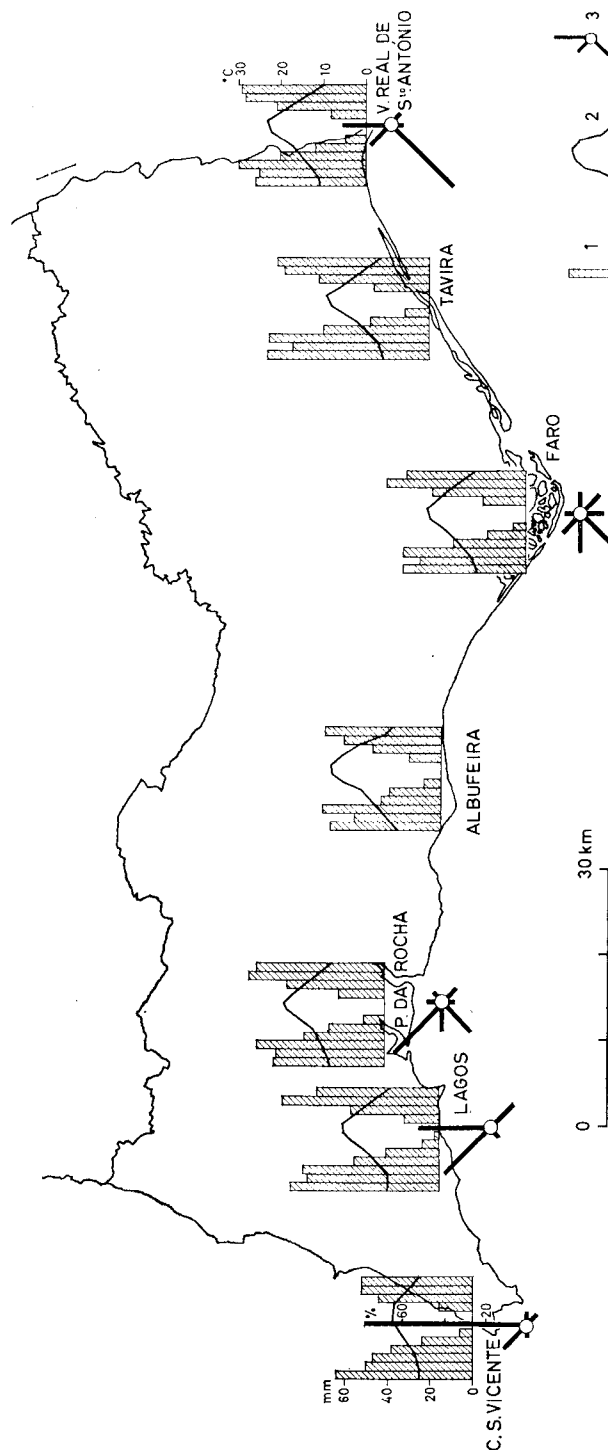 mm
60
40
20
0
C. S. VICENTE
%
60
20
LAGOS
P. DA ROCHA
ALBUFEIRA
FARO
TAVIRA
°C
30
20
10
0
V. REAL DE
Sto ANTÓNIO
0
30 km
1
2
3